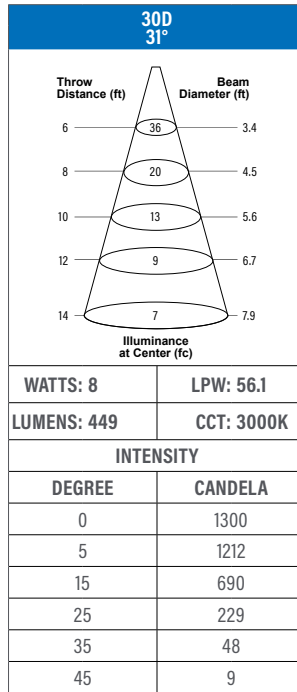 30D
31°
Throw Beam
Distance (ft) Diameter (ft)
6 36 3.4
8 20 4.5
10 13 5.6
12 9 6.7
14 7 7.9
Illuminance
at Center (fc)
WATTS: 8 LPW: 56.1
LUMENS: 449 CCT: 3000K
INTENSITY
DEGREE CANDELA
0 1300
5 1212
15 690
25 229
35 48
45 9